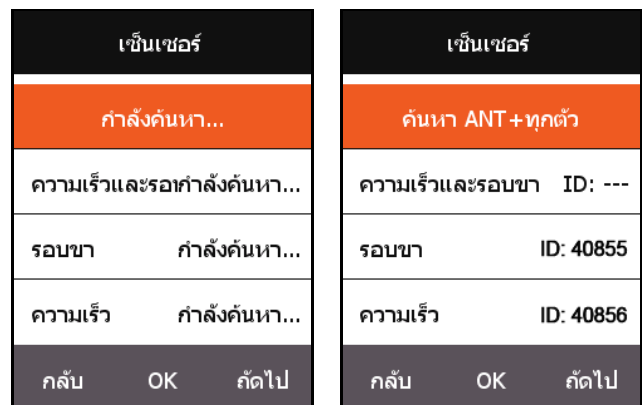 เซ็นเซอร์
กำลังค้นหา...
ความเร็วและรอบกำลังค้นหา...
รอบขา กำลังค้นหา...
ความเร็ว กำลังค้นหา...
กลับ OK ถัดไป
เซ็นเซอร์
ค้นหา ANT+ทุกตัว
ความเร็วและรอบขา ID: ---
รอบขา ID: 40855
ความเร็ว ID: 40856
กลับ OK ถัดไป